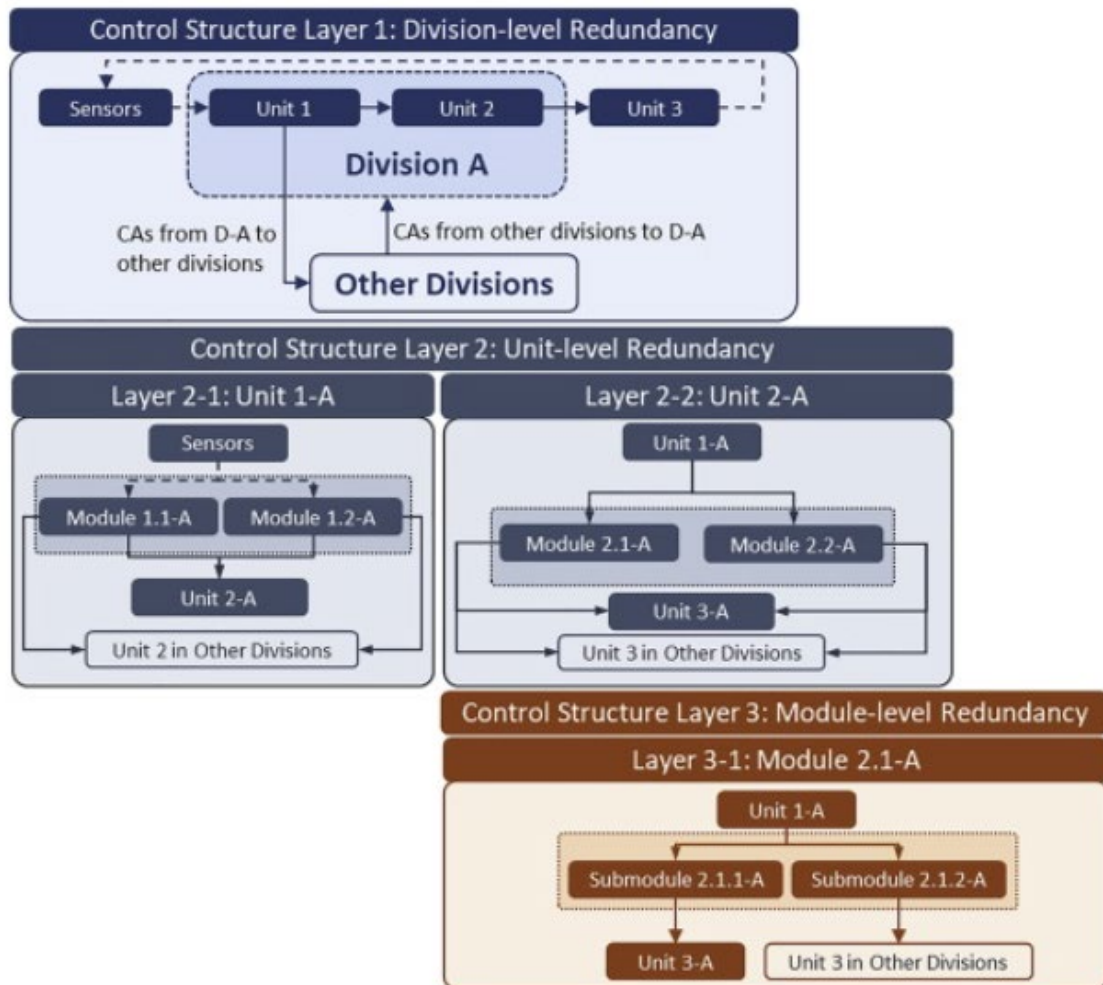 Control Structure Layer 1: Division-level Redundancy
Sensors
Unit 1
Unit 2
Unit 3
Division A
CAs from D-A to
other divisions
CAs from other divisions to D-A
Other Divisions
Control Structure Layer 2: Unit-level Redundancy
Layer 2-1: Unit 1-A
Sensors
Module 1.1-A
Module 1.2-A
Unit 2-A
Unit 2 in Other Divisions
Layer 2-2: Unit 2-A
Unit 1-A
Module 2.1-A
Module 2.2-A
Unit 3-A
Unit 3 in Other Divisions
Control Structure Layer 3: Module-level Redundancy
Layer 3-1: Module 2.1-A
Unit 1-A
Submodule 2.1.1-A
Submodule 2.1.2-A
Unit 3-A
Unit 3 in Other Divisions